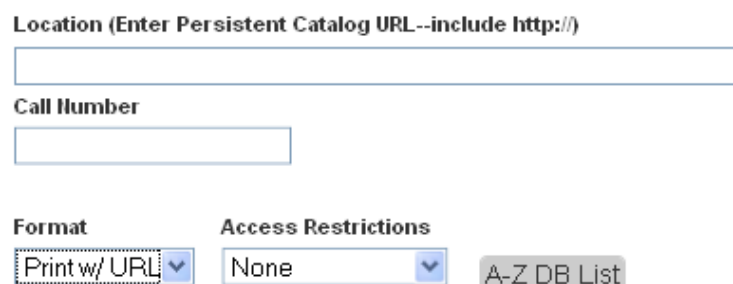 Location (Enter Persistent Catalog URL--include http://)
Call Number
Format Access Restrictions
Print w/ URL None A-Z DB List